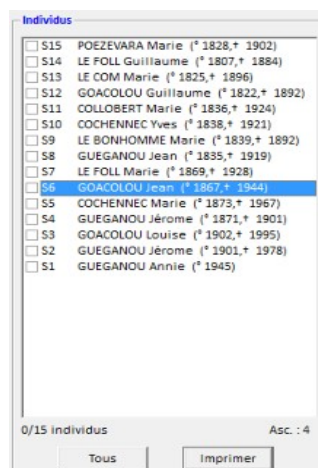 Individus
S15 POEZEVARA Marie (° 1828,+ 1902)
S14 LE FOLL Guillaume (° 1807,+ 1884)
S13 LE COM Marie (° 1825,+ 1896)
S12 GOACOLOU Guillaume (° 1822,+ 1892)
S11 COLLOBERT Marie (° 1836,+ 1924)
S10 COCHENNEC Yves (° 1838,+ 1921)
S9 LE BONHOMME Marie (° 1839,+ 1892)
S8 GUEGANOU Jean (° 1835,+ 1919)
S7 LE FOLL Marie (° 1869,+ 1928)
S6 GOACOLOU Jean (° 1867,+ 1944)
S5 COCHENNEC Marie (° 1873,+ 1967)
S4 GUEGANOU Jérome (° 1871,+ 1901)
S3 GOACOLOU Louise (° 1902,+ 1995)
S2 GUEGANOU Jérome (° 1901,+ 1978)
S1 GUEGANOU Annie (° 1945)
0/15 individus Asc. : 4
Tous Imprimer